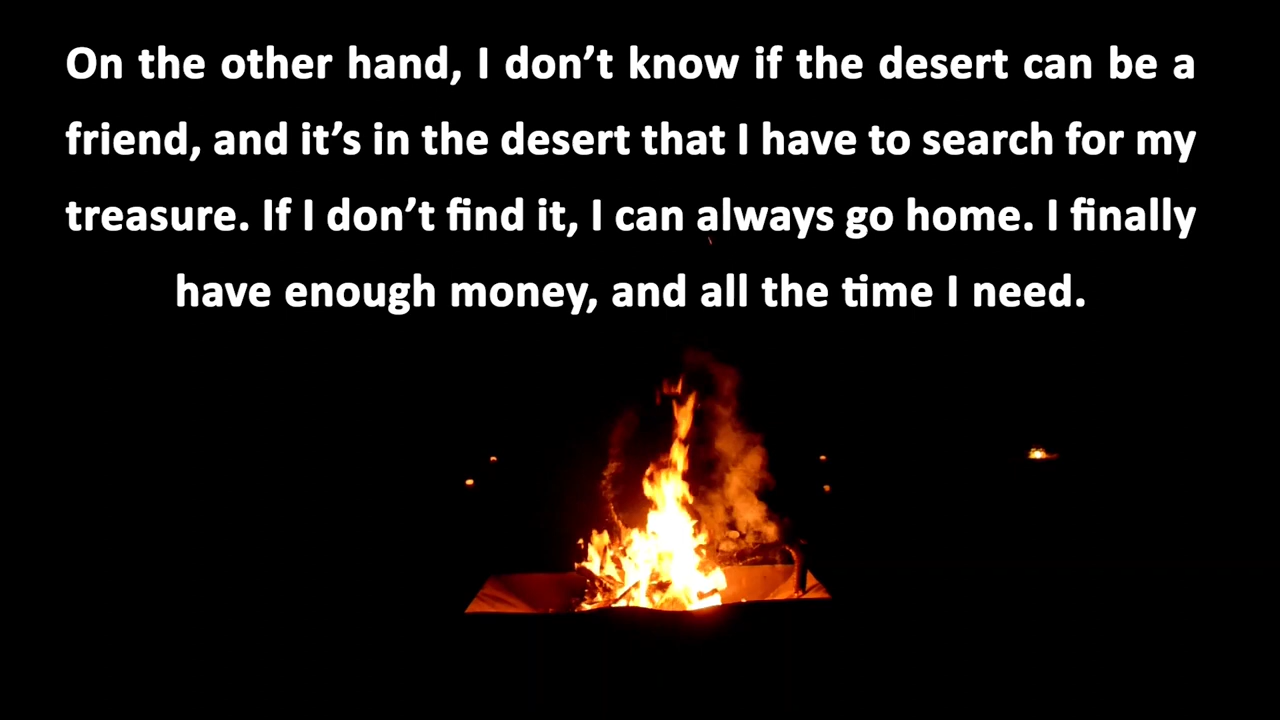 On the other hand, I don’t know if the desert can be a
friend, and it’s in the desert that I have to search for my
treasure. If I don’t find it, I can always go home. I finally
have enough money, and all the time I need.